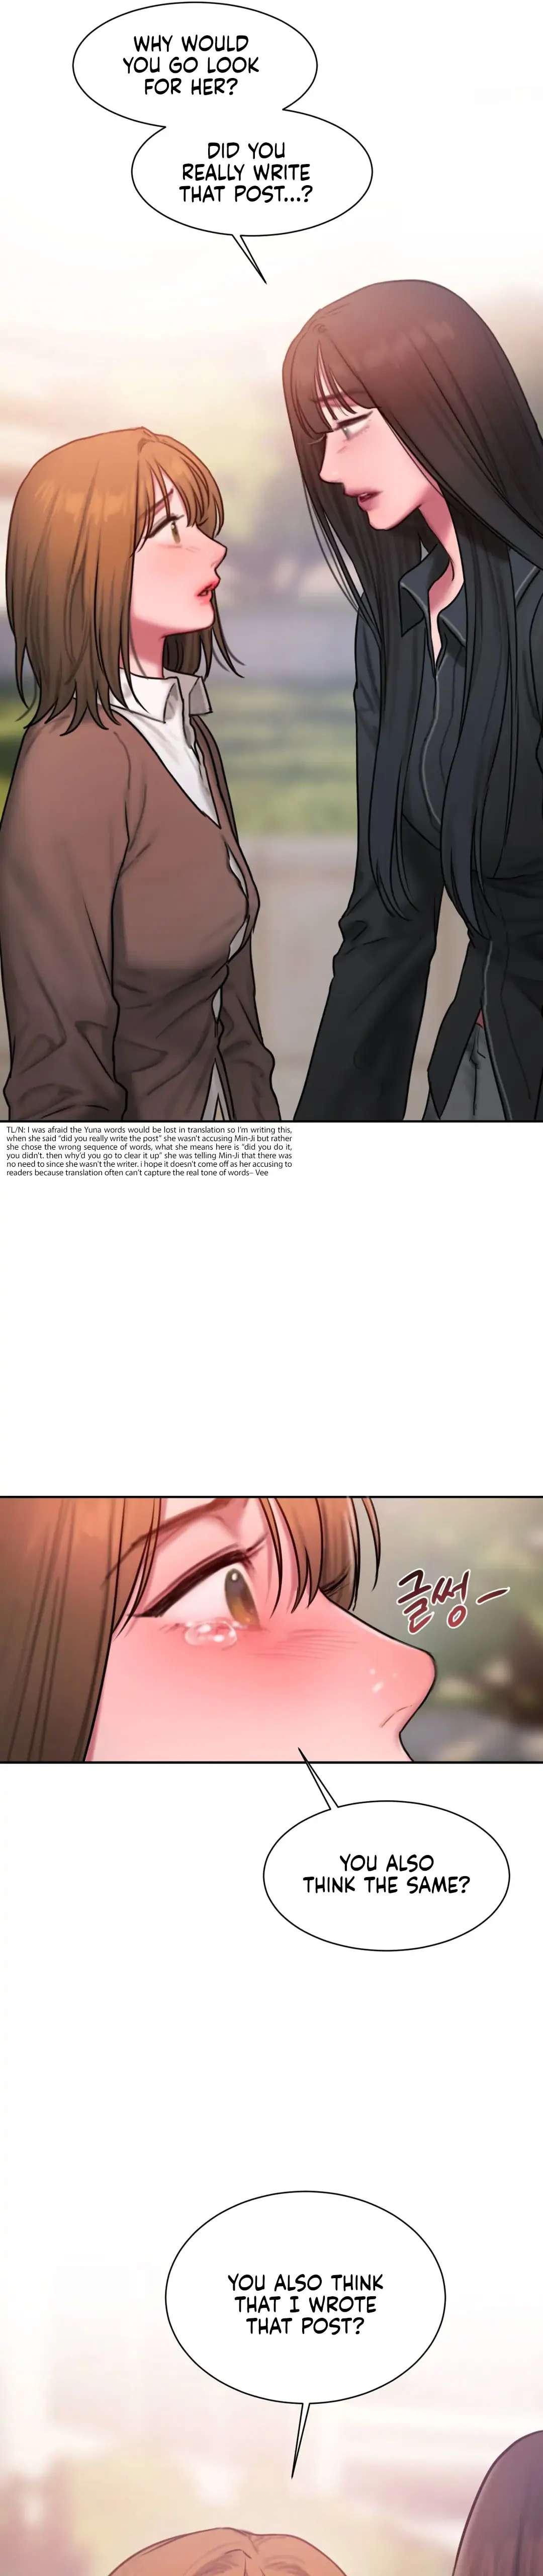 WHY WOULD
YOU GO LOOK
FOR HER?
DID YOU
REALLY WRITE
THAT POST...?
TL/N: I was afraid the Yuna words would be lost in translation so I'm writing this,
when she said "did you really write the post" she wasn't accusing Min-Ji but rather
she chose the wrong sequence of words, what she means here is "did you do it,
you didn't. then why'd you go to clear it up" she was telling Min-Ji that there was
no need to since she wasn't the writer. i hope it doesn't come off as her accusing to
readers because translation often can't capture the real tone of words- Vee
글썽-
YOU ALSO
THINK THE SAME?
YOU ALSO THINK
THAT I WROTE
THAT POST?